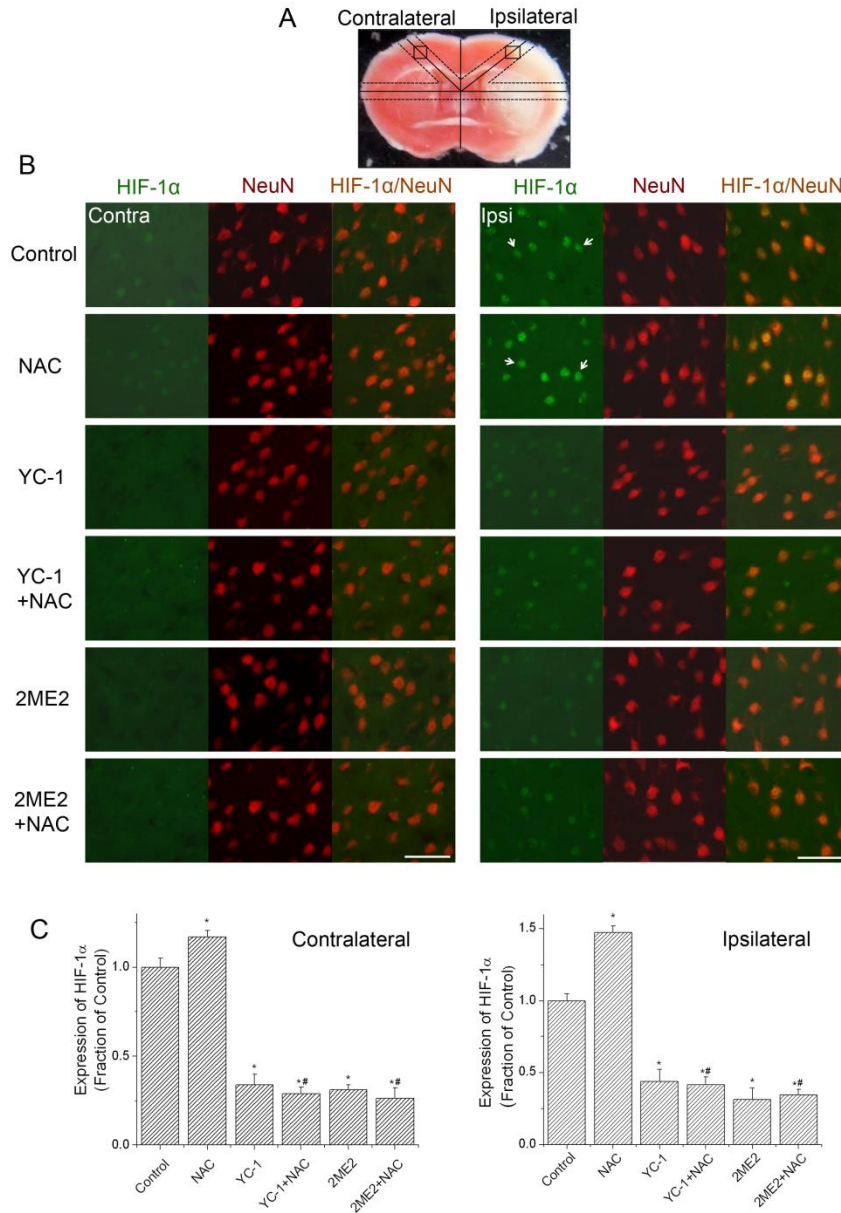 A
Contralateral Ipsilateral
B
HIF-1α NeuN HIF-1α/NeuN HIF-1α NeuN HIF-1α/NeuN
Contra Ipsi
Control
NAC
YC-1
YC-1
+NAC
2ME2
2ME2
+NAC
C
Contralateral
Expression of HIF-1α
(Fraction of Control)
1.0
0.5
0.0
*
*
*#
*
*#
Control NAC YC-1 YC-1+NAC 2ME2 2ME2+NAC
Ipsilateral
Expression of HIF-1α
(Fraction of Control)
1.5
1.0
0.5
0.0
*
*
*#
*
*#
Control NAC YC-1 YC-1+NAC 2ME2 2ME2+NAC